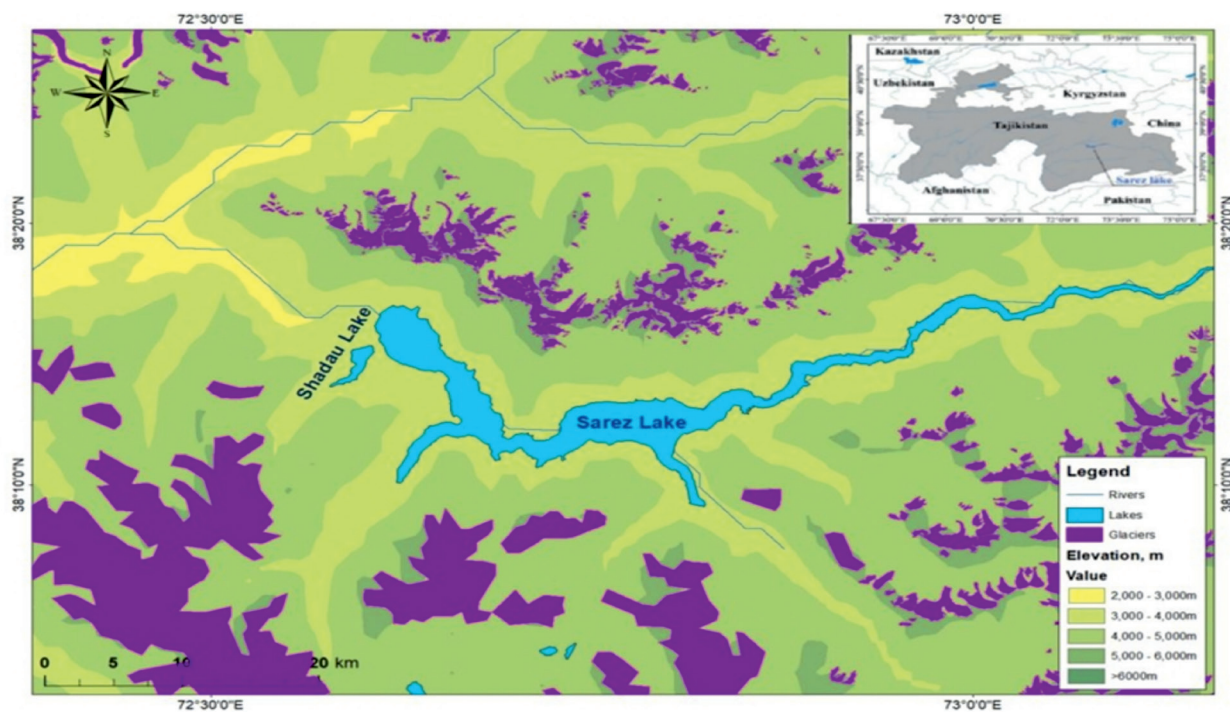 72°30'0"E
73°0'0"E
N
W
E
S
Kazakhstan
Uzbekistan
Kyrgyzstan
Tajikistan
China
Sarez lake
Afghanistan
Pakistan
38°20'0"N
38°20'0"N
Shadau Lake
Sarez Lake
38°10'0"N
38°10'0"N
Legend
Rivers
Lakes
Glaciers
Elevation, m
Value
2,000 - 3,000m
3,000 - 4,000m
4,000 - 5,000m
5,000 - 6,000m
>6000m
0 5 10 20 km
72°30'0"E
73°0'0"E